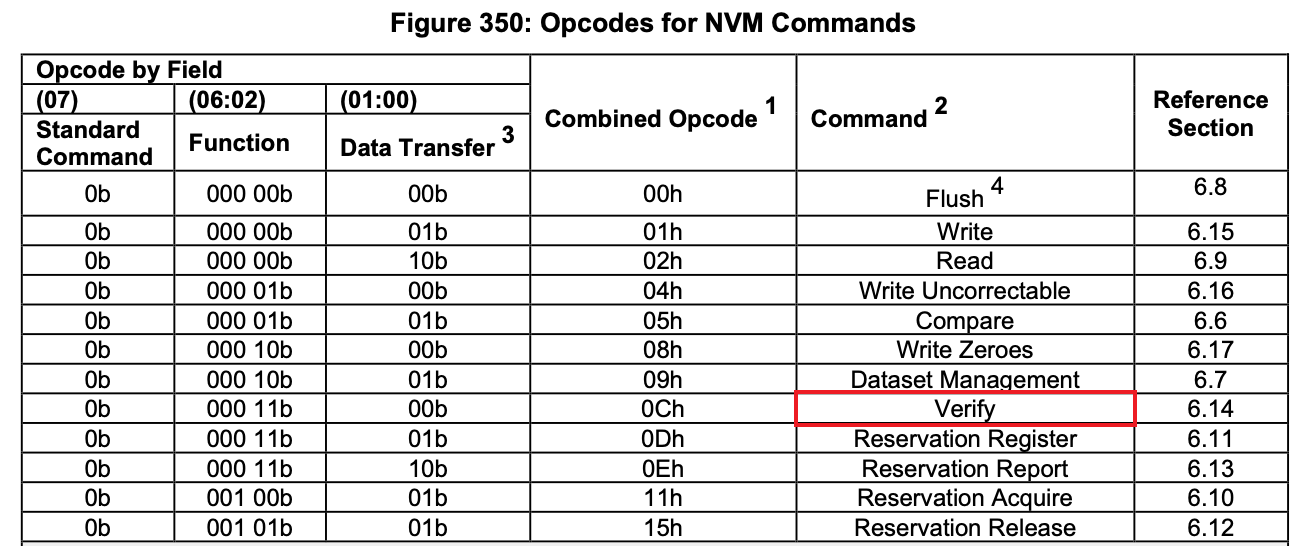 Figure 350: Opcodes for NVM Commands
Opcode by Field
(07) (06:02) (01:00) Combined Opcode 1 Command 2 Reference Section
Standard Command Function Data Transfer 3
0b 000 00b 00b 00h Flush 4 6.8
0b 000 00b 01b 01h Write 6.15
0b 000 00b 10b 02h Read 6.9
0b 000 01b 00b 04h Write Uncorrectable 6.16
0b 000 01b 01b 05h Compare 6.6
0b 000 10b 00b 08h Write Zeroes 6.17
0b 000 10b 01b 09h Dataset Management 6.7
0b 000 11b 00b 0Ch Verify 6.14
0b 000 11b 01b 0Dh Reservation Register 6.11
0b 000 11b 10b 0Eh Reservation Report 6.13
0b 001 00b 01b 11h Reservation Acquire 6.10
0b 001 01b 01b 15h Reservation Release 6.12